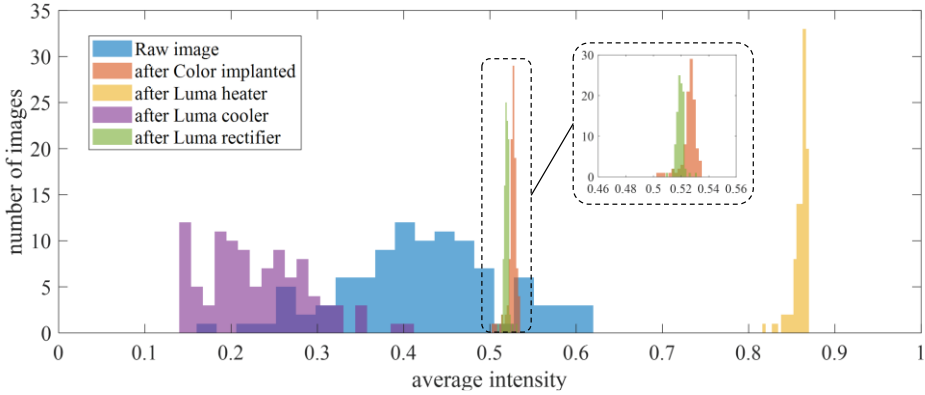 35
30
25
20
15
10
5
0
number of images
Raw image
after Color implanted
after Luma heater
after Luma cooler
after Luma rectifier
30
20
10
0
0.46 0.48 0.5 0.52 0.54 0.56
0 0.1 0.2 0.3 0.4 0.5 0.6 0.7 0.8 0.9 1
average intensity